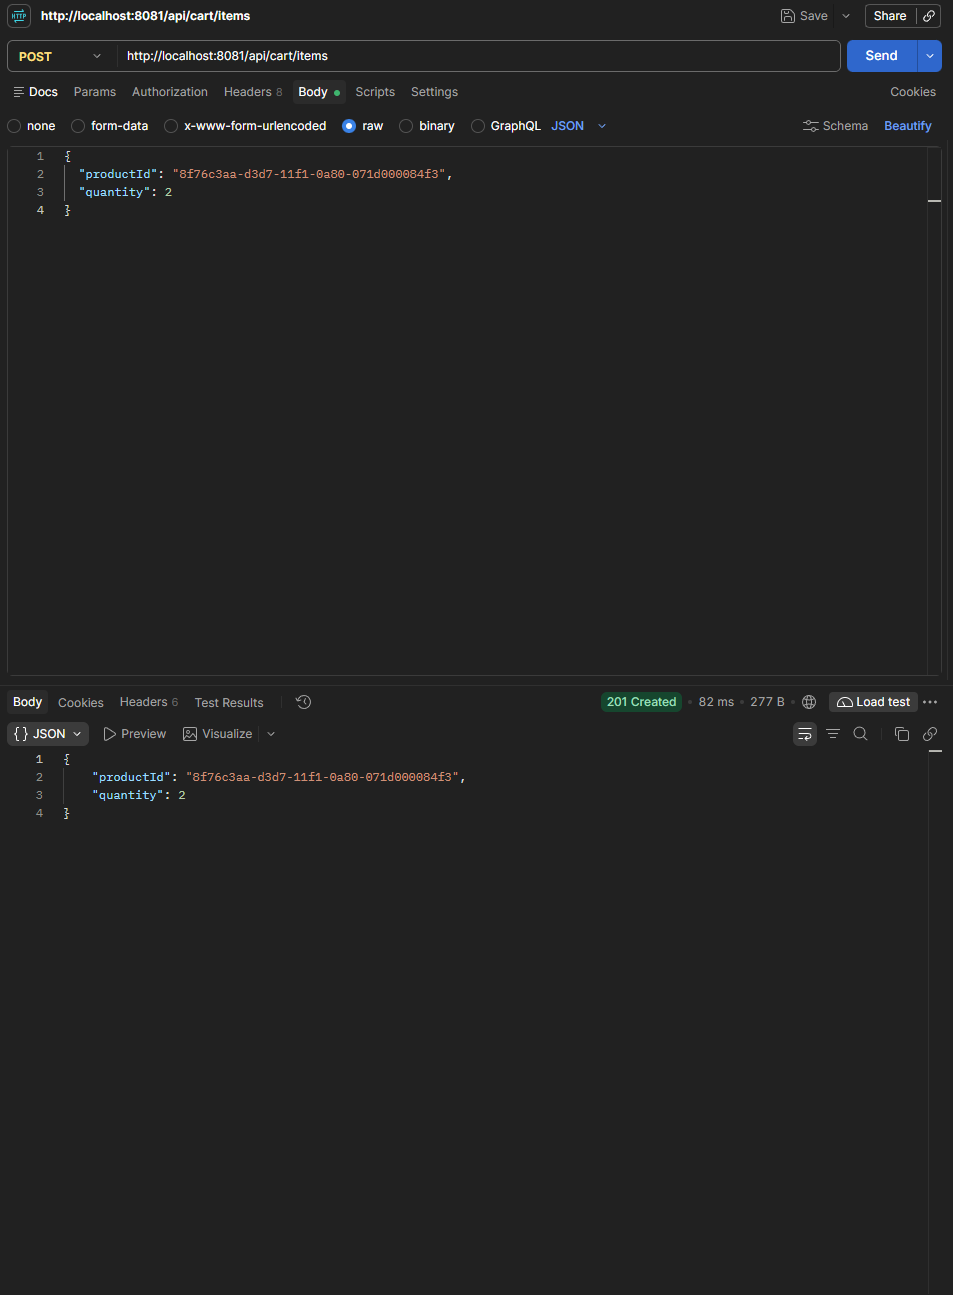 HTTP http://localhost:8081/api/cart/items Save Share
POST http://localhost:8081/api/cart/items Send
Docs Params Authorization Headers 8 Body Scripts Settings Cookies
none form-data x-www-form-urlencoded raw binary GraphQL JSON Schema Beautify
1 {
2 "productId": "8f76c3aa-d3d7-11f1-0a80-071d000084f3",
3 "quantity": 2
4 }
Body Cookies Headers 6 Test Results 201 Created • 82 ms • 277 B • Load test
{} JSON Preview Visualize
1 {
2 "productId": "8f76c3aa-d3d7-11f1-0a80-071d000084f3",
3 "quantity": 2
4 }